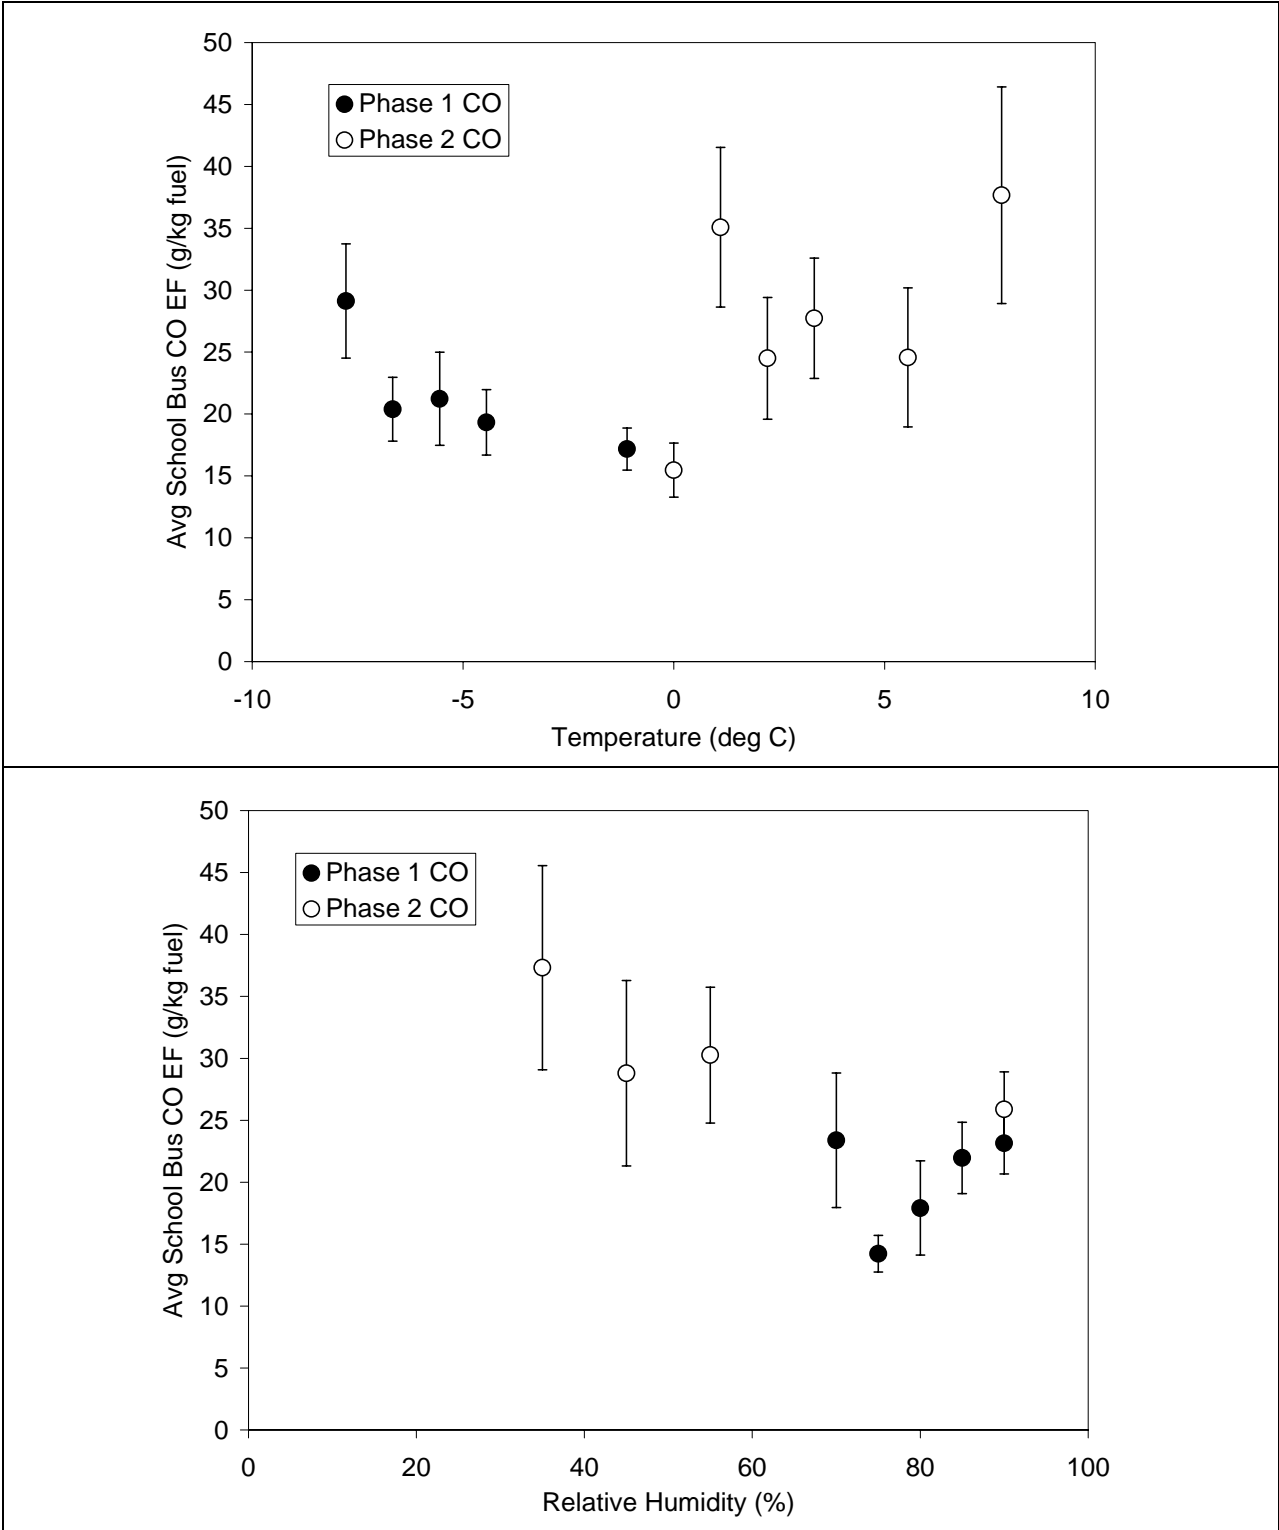 50
45
40
35
30
25
20
15
10
5
0
Avg School Bus CO EF (g/kg fuel)
Phase 1 CO
Phase 2 CO
-10 -5 0 5 10
Temperature (deg C)
50
45
40
35
30
25
20
15
10
5
0
Avg School Bus CO EF (g/kg fuel)
Phase 1 CO
Phase 2 CO
0 20 40 60 80 100
Relative Humidity (%)